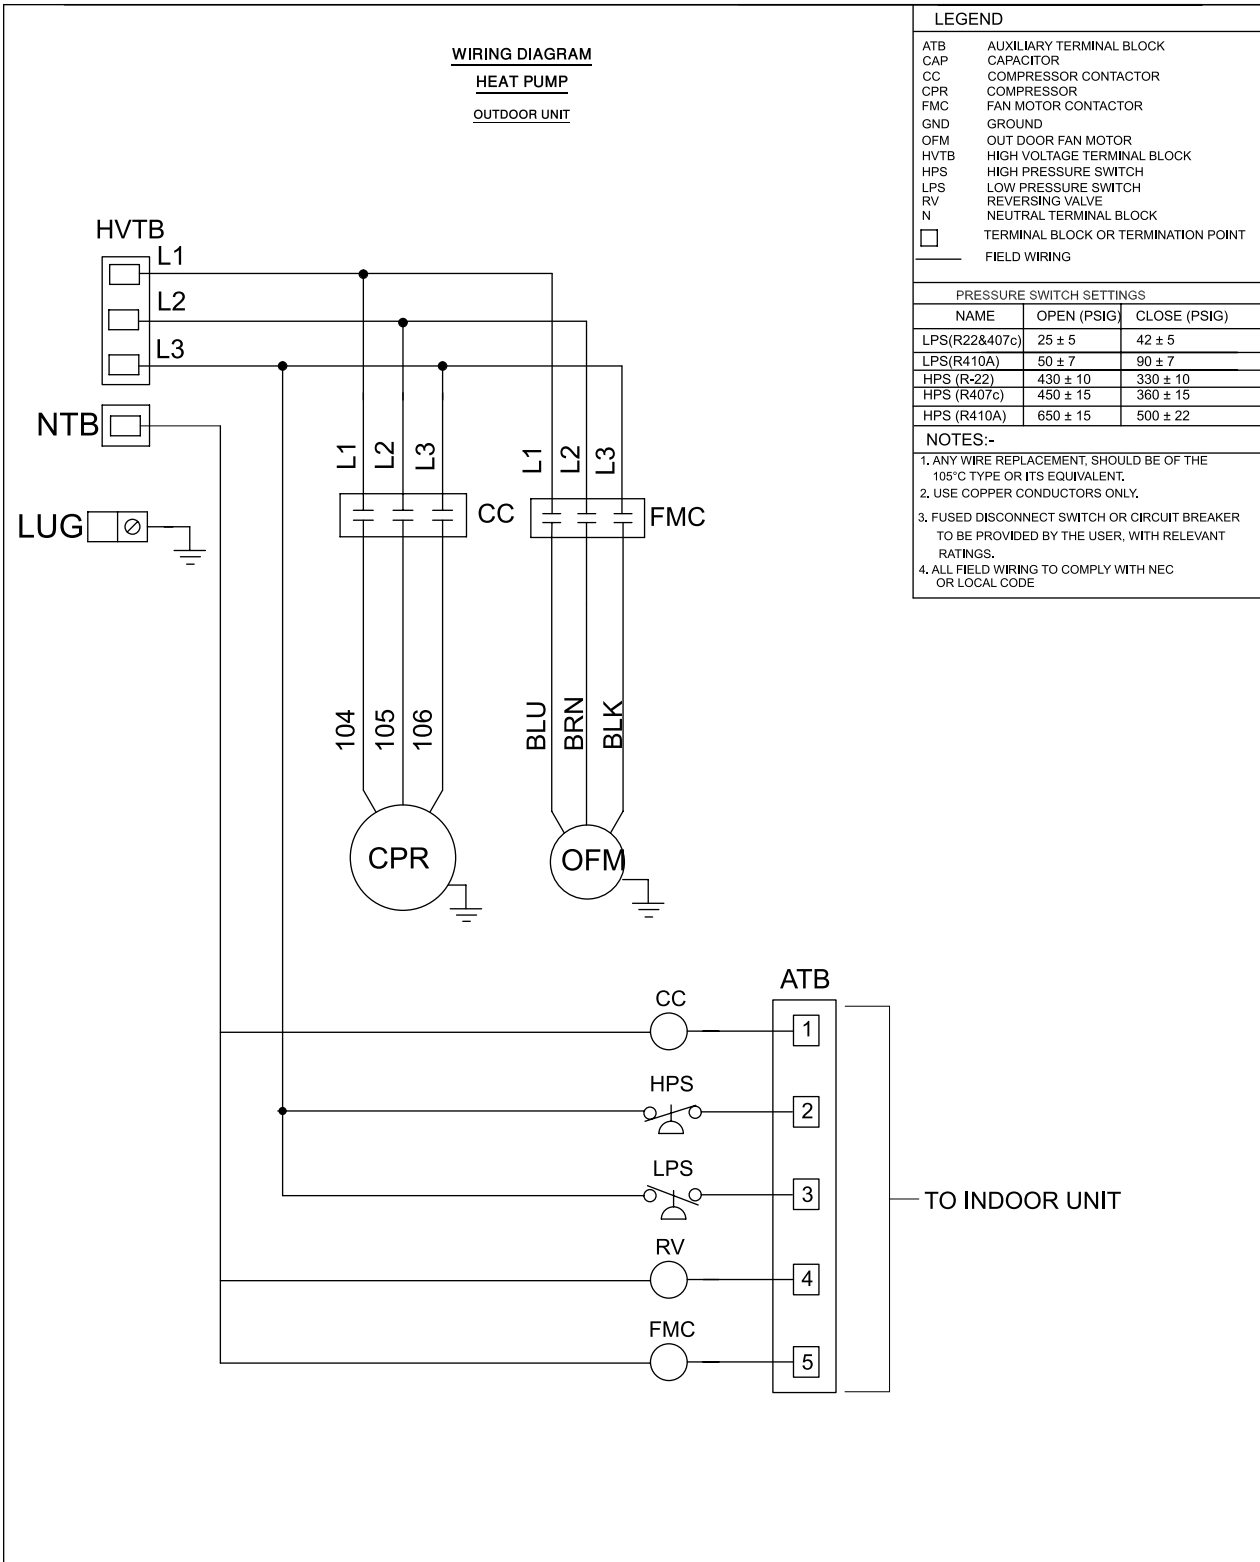 WIRING DIAGRAM
HEAT PUMP
OUTDOOR UNIT
LEGEND
ATB AUXILIARY TERMINAL BLOCK
CAP CAPACITOR
CC COMPRESSOR CONTACTOR
CPR COMPRESSOR
FMC FAN MOTOR CONTACTOR
GND GROUND
OFM OUT DOOR FAN MOTOR
HVTB HIGH VOLTAGE TERMINAL BLOCK
HPS HIGH PRESSURE SWITCH
LPS LOW PRESSURE SWITCH
RV REVERSING VALVE
N NEUTRAL TERMINAL BLOCK
TERMINAL BLOCK OR TERMINATION POINT
FIELD WIRING
PRESSURE SWITCH SETTINGS
NAME OPEN (PSIG) CLOSE (PSIG)
LPS(R22&407c) 25 ± 5 42 ± 5
LPS(R410A) 50 ± 7 90 ± 7
HPS (R-22) 430 ± 10 330 ± 10
HPS (R407c) 450 ± 15 360 ± 15
HPS (R410A) 650 ± 15 500 ± 22
NOTES:-
1. ANY WIRE REPLACEMENT, SHOULD BE OF THE
105°C TYPE OR ITS EQUIVALENT.
2. USE COPPER CONDUCTORS ONLY.
3. FUSED DISCONNECT SWITCH OR CIRCUIT BREAKER
TO BE PROVIDED BY THE USER, WITH RELEVANT
RATINGS.
4. ALL FIELD WIRING TO COMPLY WITH NEC
OR LOCAL CODE
HVTB
L1
L2
L3
NTB
LUG
L1 L2 L3
CC
L1 L2 L3
FMC
104 105 106
BLU BRN BLK
CPR
OFM
ATB
CC
1
HPS
2
LPS
3
TO INDOOR UNIT
RV
4
FMC
5